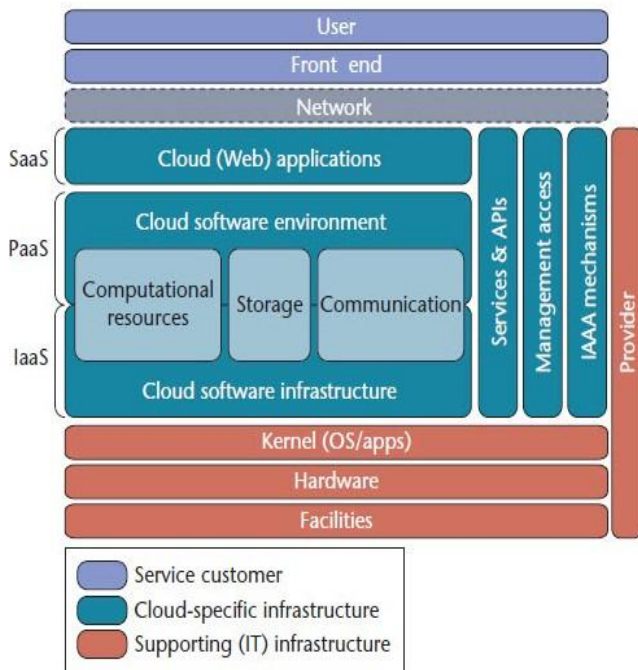 User
Front end
Network
SaaS
Cloud (Web) applications
PaaS
Cloud software environment
Computational
resources
Storage
Communication
IaaS
Cloud software infrastructure
Services & APIs
Management access
IAAA mechanisms
Provider
Kernel (OS/apps)
Hardware
Facilities
Service customer
Cloud-specific infrastructure
Supporting (IT) infrastructure